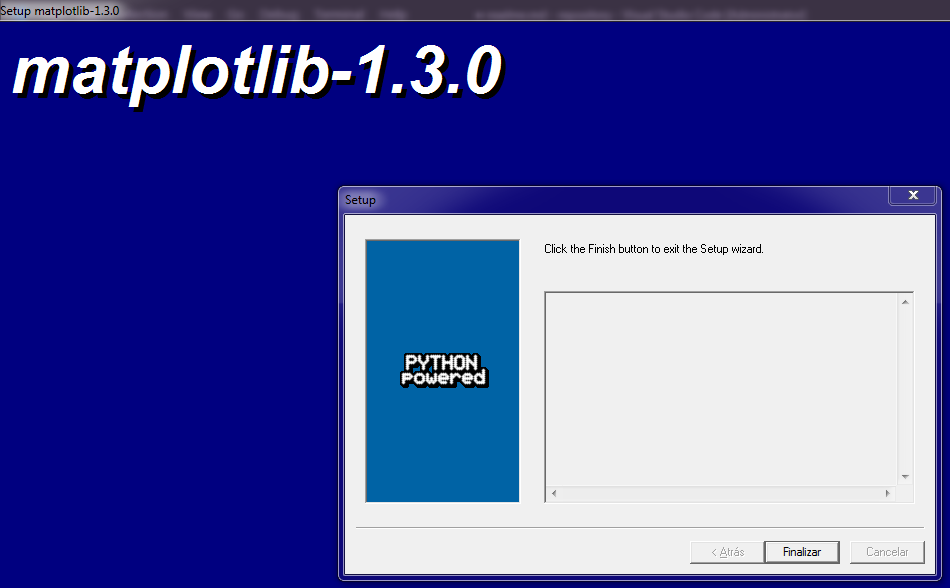 Setup matplotlib-1.3.0
matplotlib-1.3.0
Setup
Click the Finish button to exit the Setup wizard.
PYTHON
powered
< Atrás
Finalizar
Cancelar